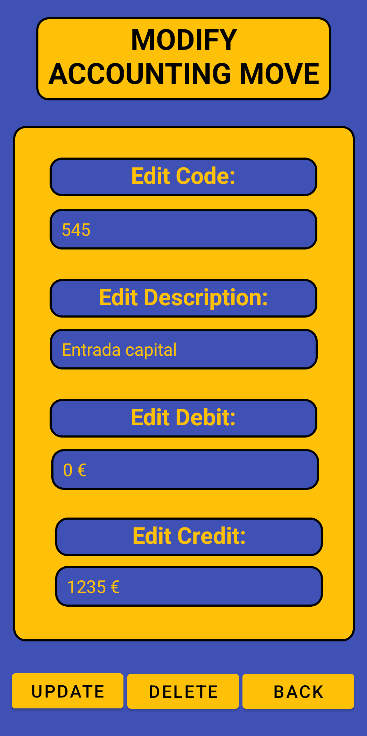 MODIFY
ACCOUNTING MOVE
Edit Code:
545
Edit Description:
Entrada capital
Edit Debit:
0 €
Edit Credit:
1235 €
UPDATE
DELETE
BACK